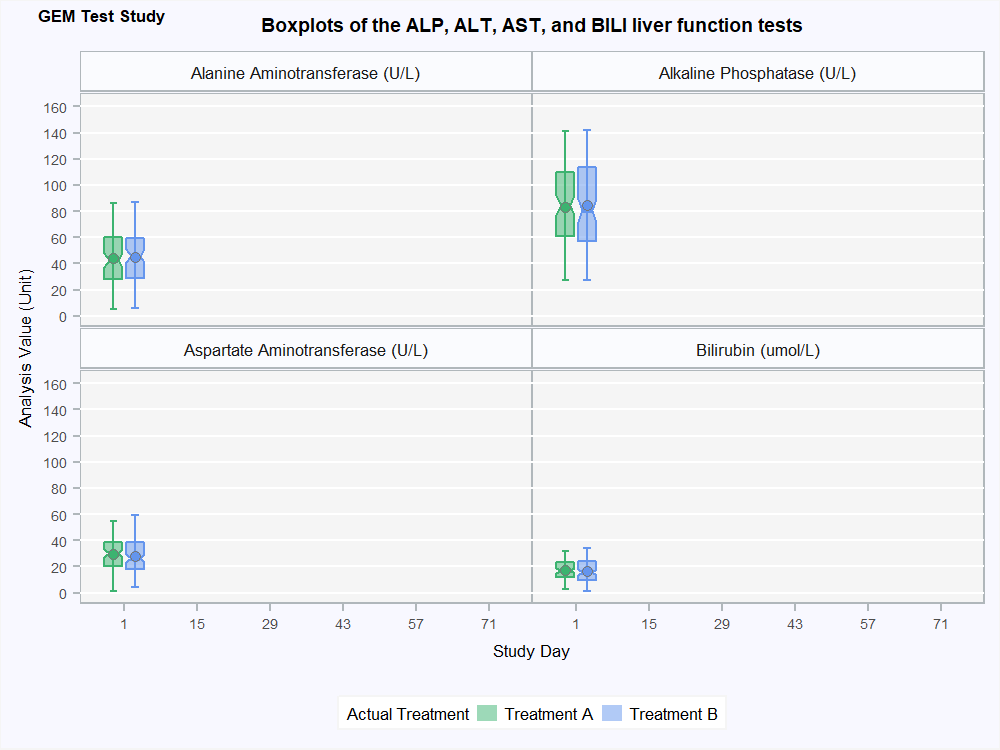 GEM Test Study
Boxplots of the ALP, ALT, AST, and BILI liver function tests
Alanine Aminotransferase (U/L)
Alkaline Phosphatase (U/L)
160
140
120
100
80
60
40
20
0
Analysis Value (Unit)
Aspartate Aminotransferase (U/L)
Bilirubin (umol/L)
160
140
120
100
80
60
40
20
0
1 15 29 43 57 71 1 15 29 43 57 71
Study Day
Actual Treatment Treatment A Treatment B